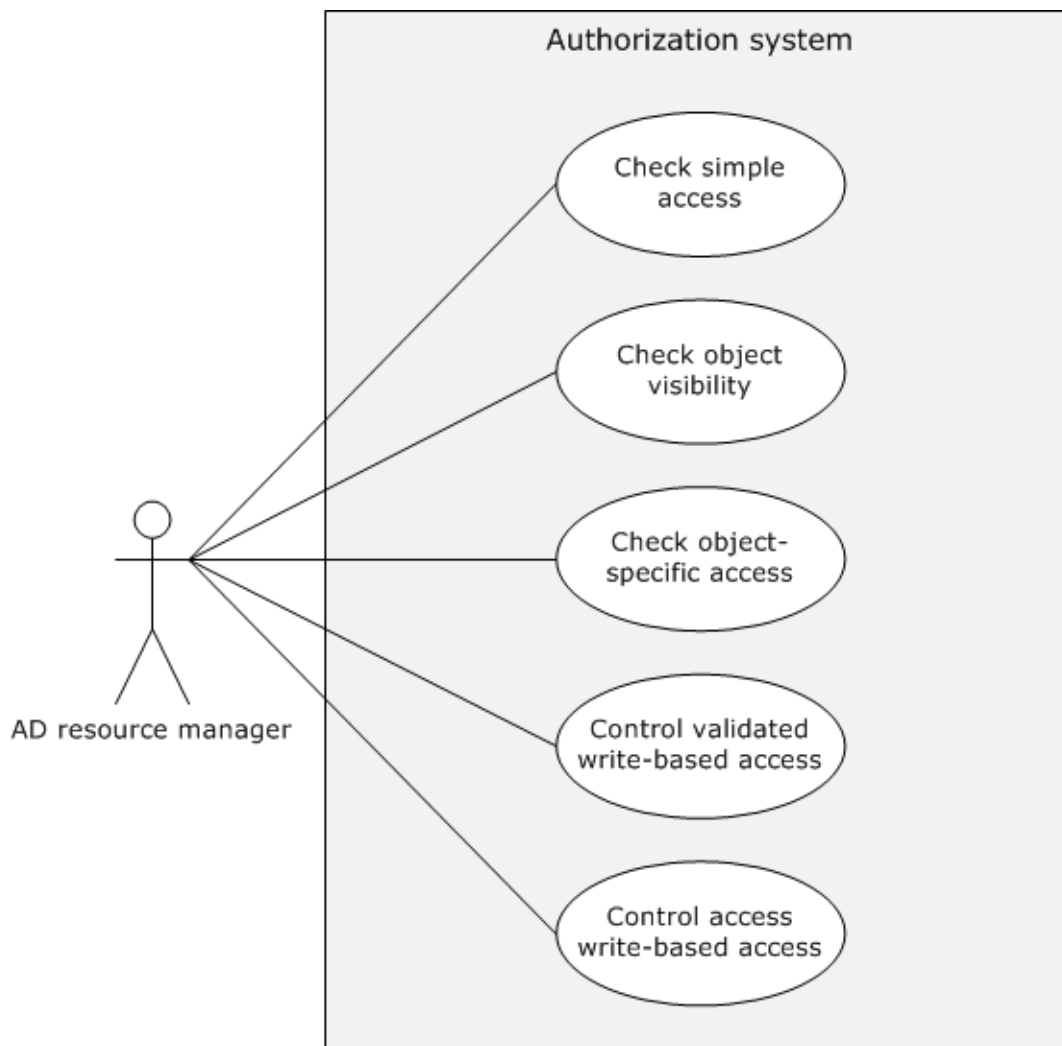 Authorization system
Check simple
access
Check object
visibility
Check object-
specific access
AD resource manager
Control validated
write-based access
Control access
write-based access